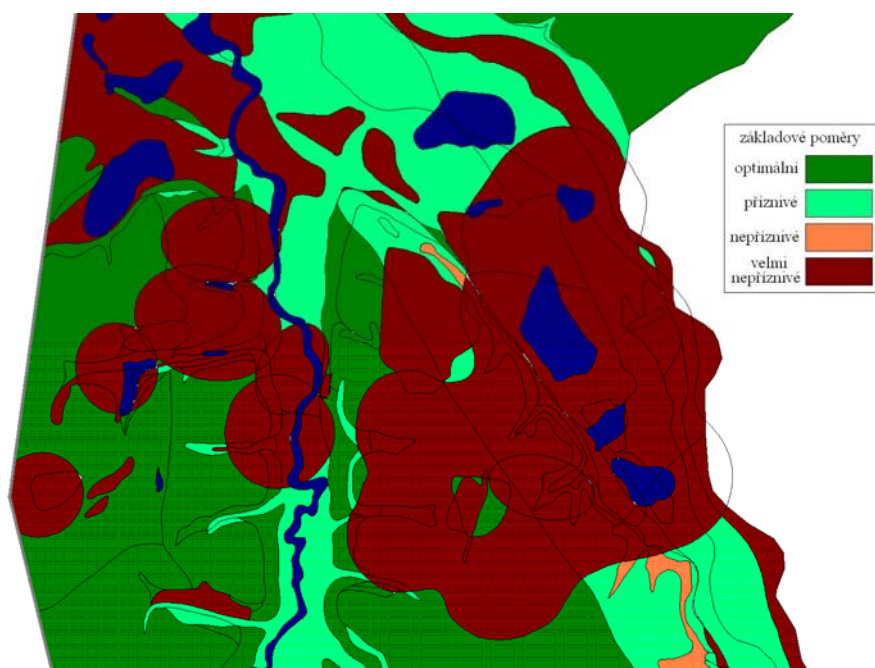 základové poměry
optimální
příznivé
nepříznivé
velmi
nepříznivé